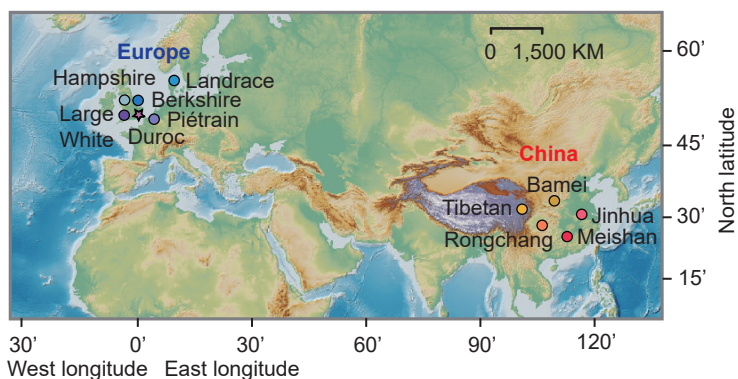 Europe
0 1,500 KM
60'
Hampshire Landrace
Berkshire
Large Piétrain
White Duroc
45'
China
Bamei
Tibetan
Jinhua
30'
Rongchang Meishan
North latitude
15'
30' 0' 30' 60' 90' 120'
West longitude East longitude